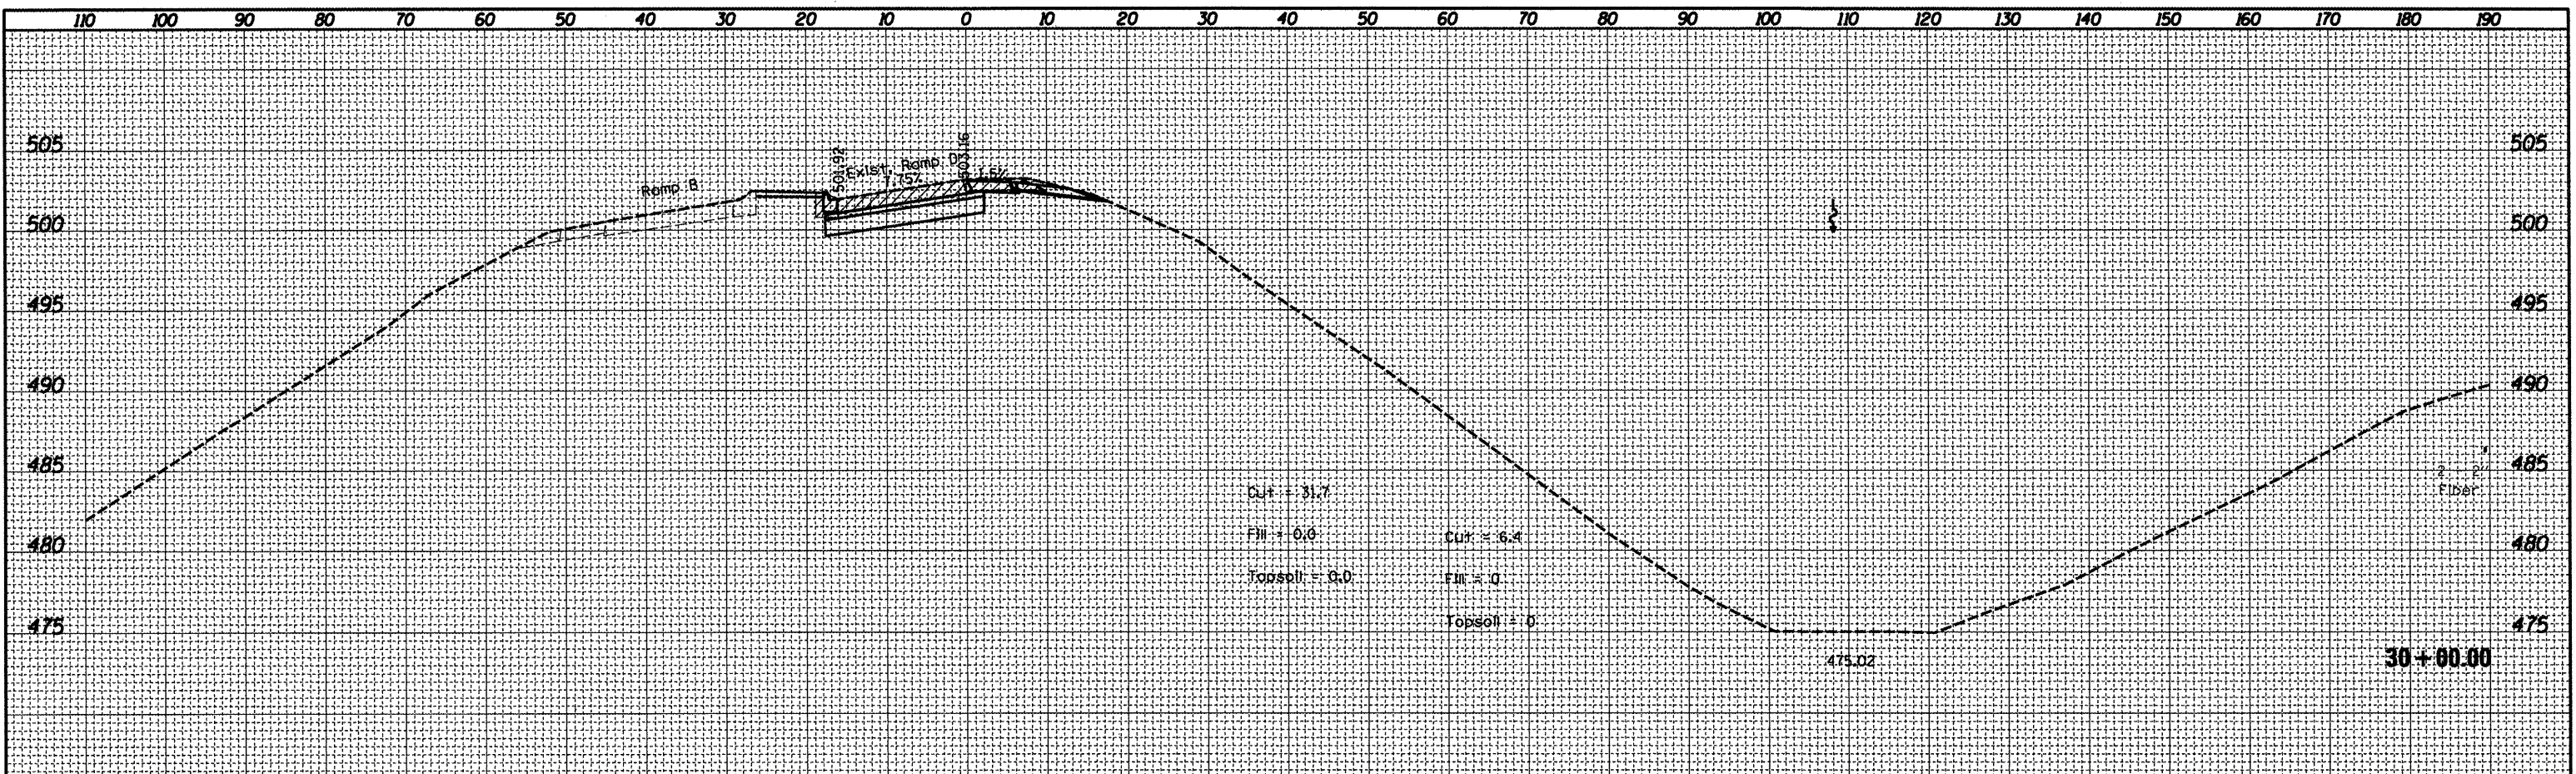 110 100 90 80 70 60 50 40 30 20 10 0 10 20 30 40 50 60 70 80 90 100 110 120 130 140 150 160 170 180 190
505 505
501.92
503.16
Exist. Ramp D
7.75%
1.5%
Ramp B
500 500
495 495
490 490
485 485
2 - 2"
Fiber
Cut = 31.7
Fill = 0.0
Topsoil = 0.0
Cut = 6.4
Fill = 0
Topsoil = 0
480 480
475 475
475.02
30+00.00